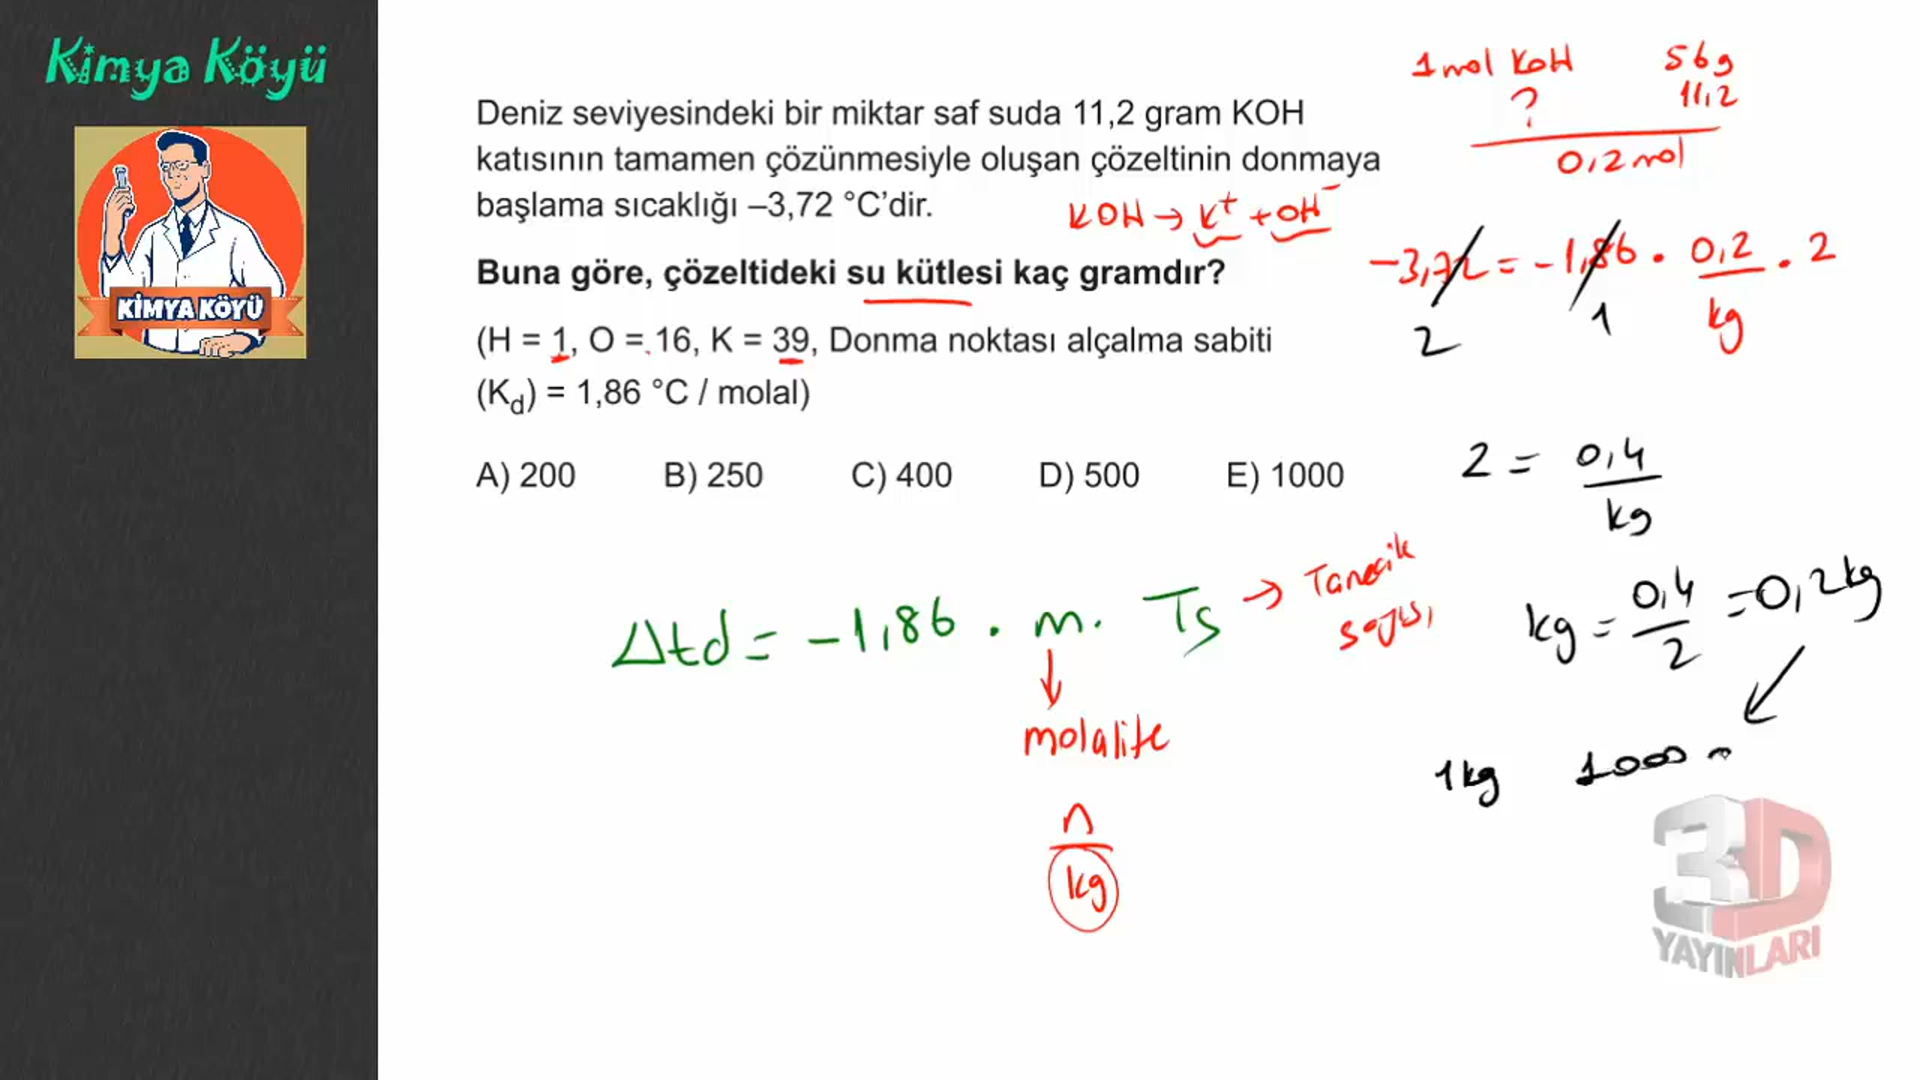 Kimya Köyü
KİMYA KÖYÜ
Deniz seviyesindeki bir miktar saf suda 11,2 gram KOH
katısının tamamen çözünmesiyle oluşan çözeltinin donmaya
başlama sıcaklığı –3,72 °C’dir.
KOH → K⁺ + OH⁻
Buna göre, çözeltideki su kütlesi kaç gramdır?
(H = 1, O = 16, K = 39, Donma noktası alçalma sabiti
(Kd) = 1,86 °C / molal)
A) 200 B) 250 C) 400 D) 500 E) 1000
Δtd = -1,86 . m . Ts → Tanecik
sayısı
↓
molalite
n
kg
1 mol KOH 56g
? 11,2
0,2 mol
-3,72 = -1,86 . 0,2 / kg . 2
2 1
2 = 0,4 / kg
kg = 0,4 / 2 = 0,2 kg
1 kg 1000
3D
YAYINLARI